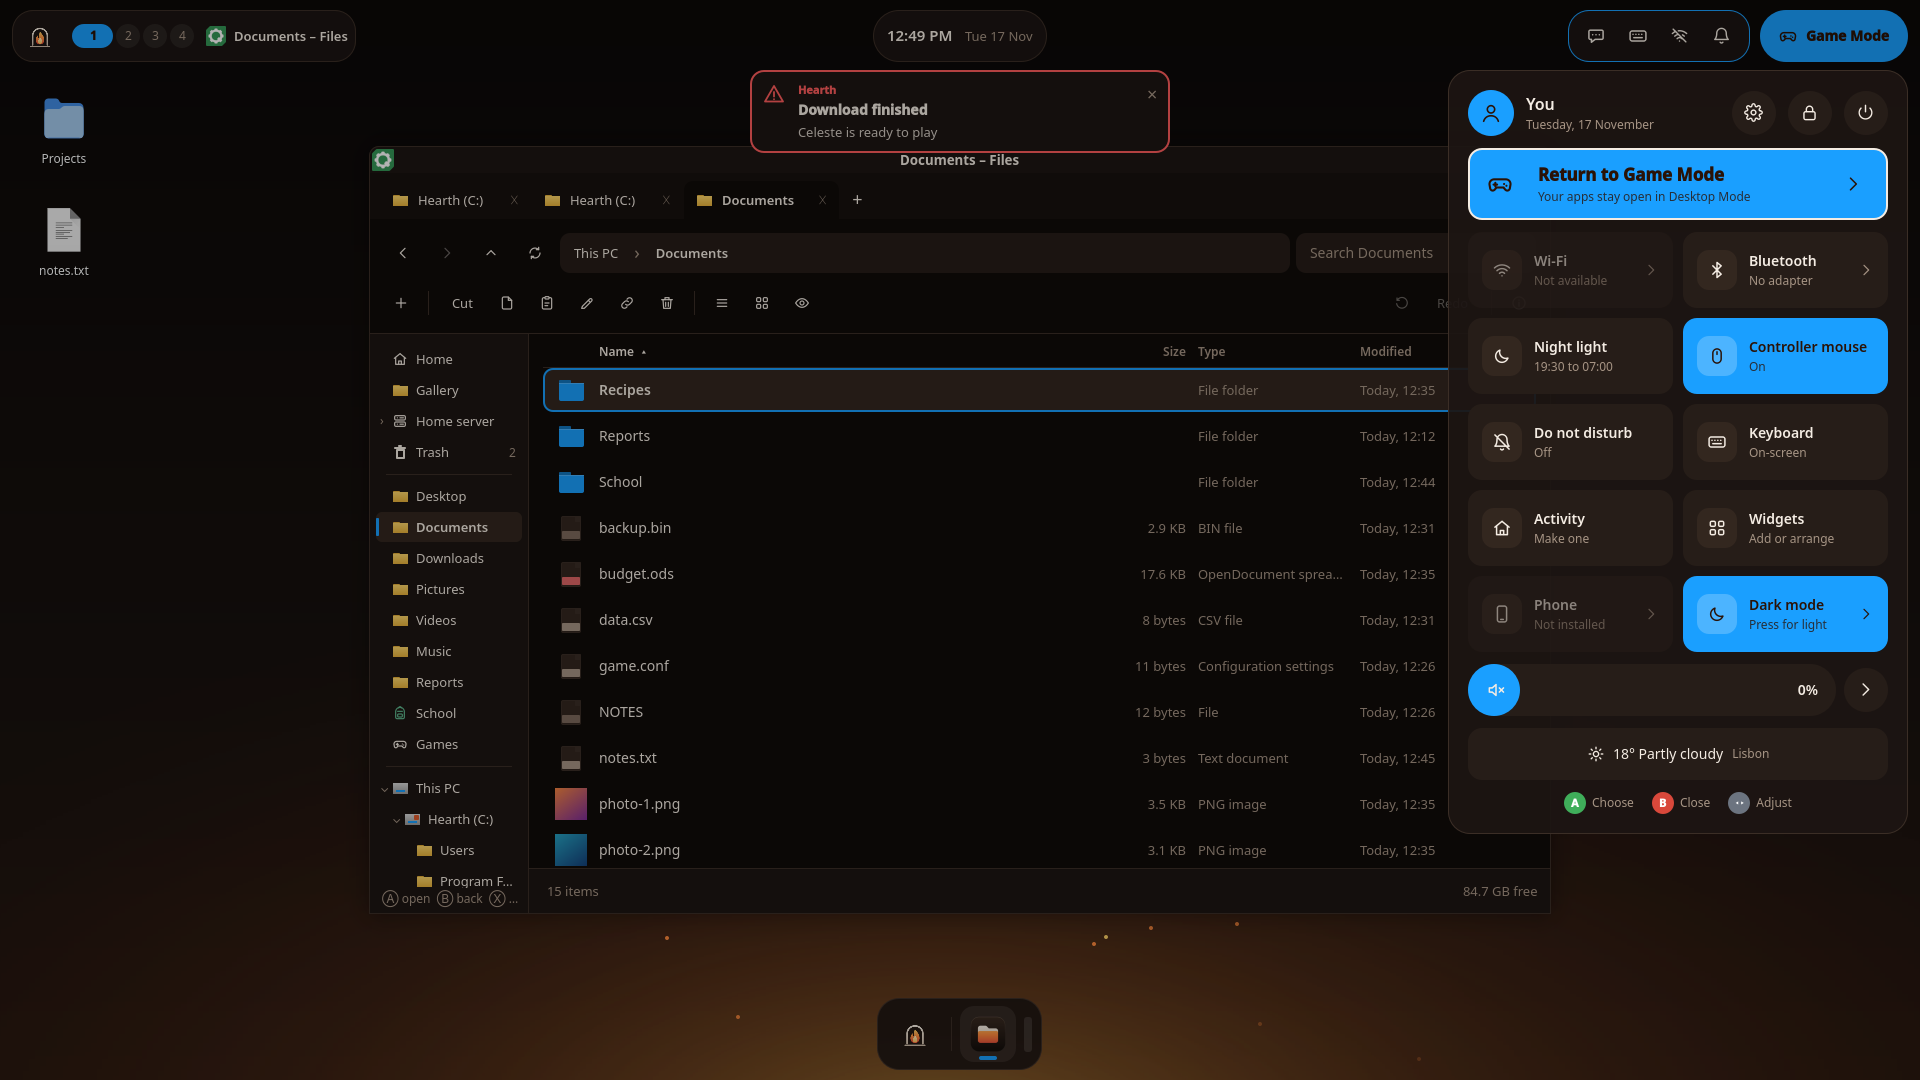 1 2 3 4 Documents – Files
12:49 PM Tue 17 Nov
Game Mode
Projects
notes.txt
Hearth
Download finished
Celeste is ready to play
Documents – Files
Hearth (C:) X Hearth (C:) X Documents X +
This PC › Documents
Search Documents
Cut
Home
Gallery
Home server
Trash 2
Desktop
Documents
Downloads
Pictures
Videos
Music
Reports
School
Games
This PC
Hearth (C:)
Users
Program F...
A open B back X ...
Name Size Type Modified
Recipes File folder Today, 12:35
Reports File folder Today, 12:12
School File folder Today, 12:44
backup.bin 2.9 KB BIN file Today, 12:31
budget.ods 17.6 KB OpenDocument sprea... Today, 12:35
data.csv 8 bytes CSV file Today, 12:31
game.conf 11 bytes Configuration settings Today, 12:26
NOTES 12 bytes File Today, 12:26
notes.txt 3 bytes Text document Today, 12:45
photo-1.png 3.5 KB PNG image Today, 12:35
photo-2.png 3.1 KB PNG image Today, 12:35
15 items 84.7 GB free
You
Tuesday, 17 November
Return to Game Mode
Your apps stay open in Desktop Mode
Wi-Fi
Not available
Bluetooth
No adapter
Night light
19:30 to 07:00
Controller mouse
On
Do not disturb
Off
Keyboard
On-screen
Activity
Make one
Widgets
Add or arrange
Phone
Not installed
Dark mode
Press for light
0%
18° Partly cloudy Lisbon
A Choose B Close Adjust